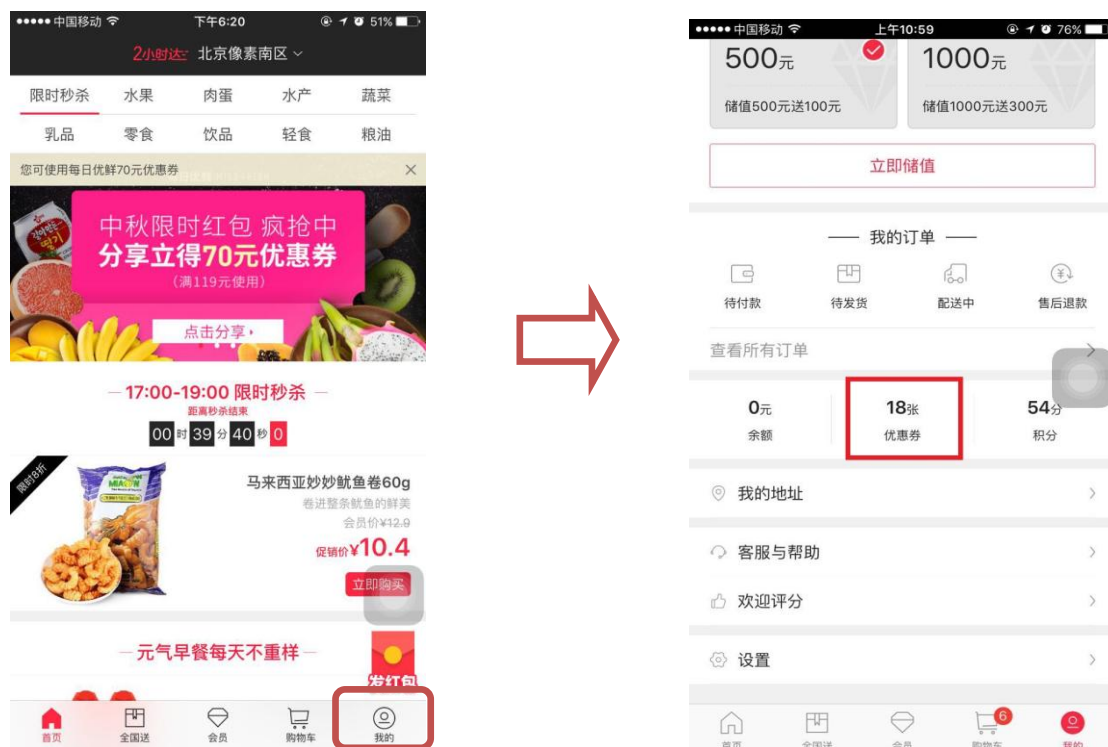 中国移动 下午6:20 51%
2小时达 北京像素南区
限时秒杀 水果 肉蛋 水产 蔬菜
乳品 零食 饮品 轻食 粮油
您可使用每日优鲜70元优惠券
中秋限时红包 疯抢中
分享立得70元优惠券
(满119元使用)
点击分享
17:00-19:00 限时秒杀
距离秒杀结束
00 时 39 分 40 秒 0
限时8折
马来西亚妙妙鱿鱼卷60g
卷进整条鱿鱼的鲜美
会员价¥12.9
促销价¥10.4
立即购买
元气早餐每天不重样
发红包
首页 全国送 会员 购物车 我的
中国移动 上午10:59 76%
500元 1000元
储值500元送100元 储值1000元送300元
立即储值
我的订单
待付款 待发货 配送中 售后退款
查看所有订单
0元 18张 54分
余额 优惠券 积分
我的地址
客服与帮助
欢迎评分
设置
6
首页 全国送 会员 购物车 我的